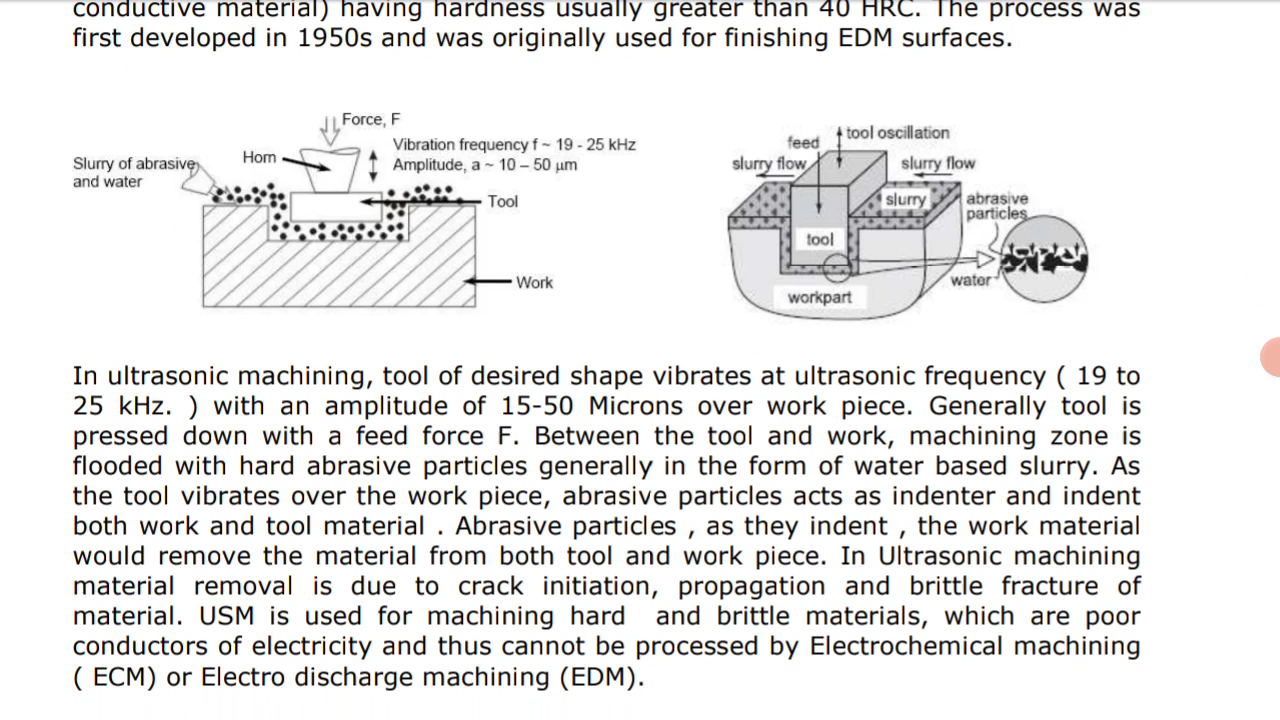 conductive material) having hardness usually greater than 40 HRC. The process was
first developed in 1950s and was originally used for finishing EDM surfaces.
Force, F
Vibration frequency f ~ 19 - 25 kHz
Amplitude, a ~ 10 – 50 µm
Horn
Slurry of abrasive
and water
Tool
Work
feed
tool oscillation
slurry flow
slurry flow
slurry
abrasive
particles
tool
water
workpart
In ultrasonic machining, tool of desired shape vibrates at ultrasonic frequency ( 19 to
25 kHz. ) with an amplitude of 15-50 Microns over work piece. Generally tool is
pressed down with a feed force F. Between the tool and work, machining zone is
flooded with hard abrasive particles generally in the form of water based slurry. As
the tool vibrates over the work piece, abrasive particles acts as indenter and indent
both work and tool material . Abrasive particles , as they indent , the work material
would remove the material from both tool and work piece. In Ultrasonic machining
material removal is due to crack initiation, propagation and brittle fracture of
material. USM is used for machining hard and brittle materials, which are poor
conductors of electricity and thus cannot be processed by Electrochemical machining
( ECM) or Electro discharge machining (EDM).